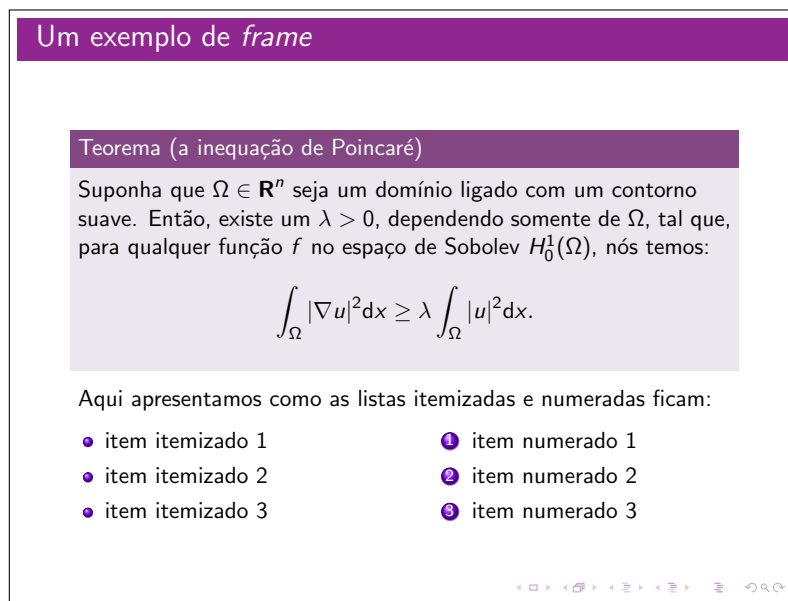 Um exemplo de frame
Teorema (a inequação de Poincaré)
Suponha que Ω ∈ Rⁿ seja um domínio ligado com um contorno
suave. Então, existe um λ > 0, dependendo somente de Ω, tal que,
para qualquer função f no espaço de Sobolev H₀¹(Ω), nós temos:
∫_Ω |∇u|²dx ≥ λ ∫_Ω |u|²dx.
Aqui apresentamos como as listas itemizadas e numeradas ficam:
item itemizado 1
item itemizado 2
item itemizado 3
1 item numerado 1
2 item numerado 2
3 item numerado 3